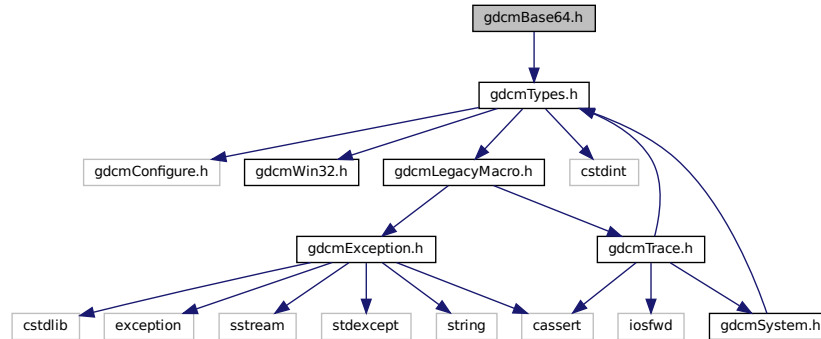 gdcmBase64.h
gdcmTypes.h
gdcmConfigure.h
gdcmWin32.h
gdcmLegacyMacro.h
cstdint
gdcmException.h
gdcmTrace.h
cstdlib
exception
sstream
stdexcept
string
cassert
iosfwd
gdcmSystem.h